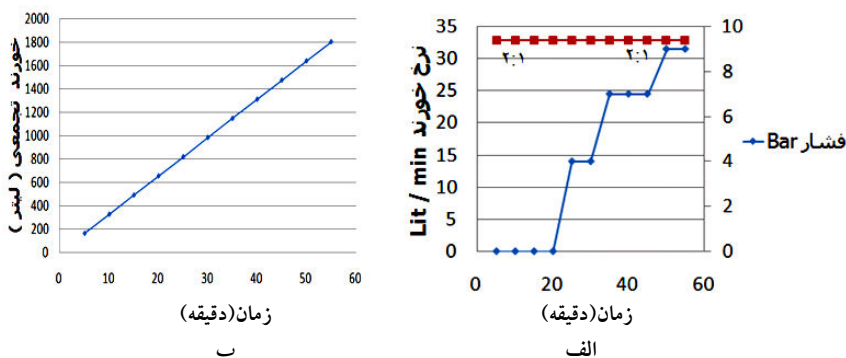 خورند تجمعی ( لیتر )
2000
1800
1600
1400
1200
1000
800
600
400
200
0
0 10 20 30 40 50 60
زمان(دقیقه)
ب
نرخ خورند Lit / min
35
30
25
20
15
10
5
0
۲:۱ ۲:۱
10
8
6
4
2
0
0 20 40 60
فشار Bar
زمان(دقیقه)
الف